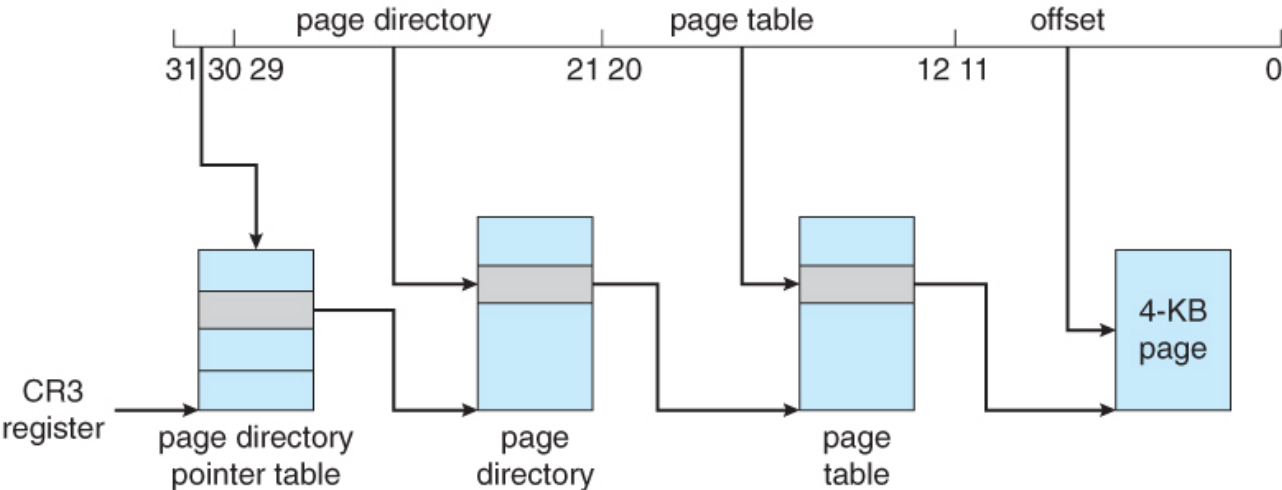 page directory page table offset
31 30 29 21 20 12 11 0
4-KB
page
CR3
register
page directory
pointer table
page
directory
page
table